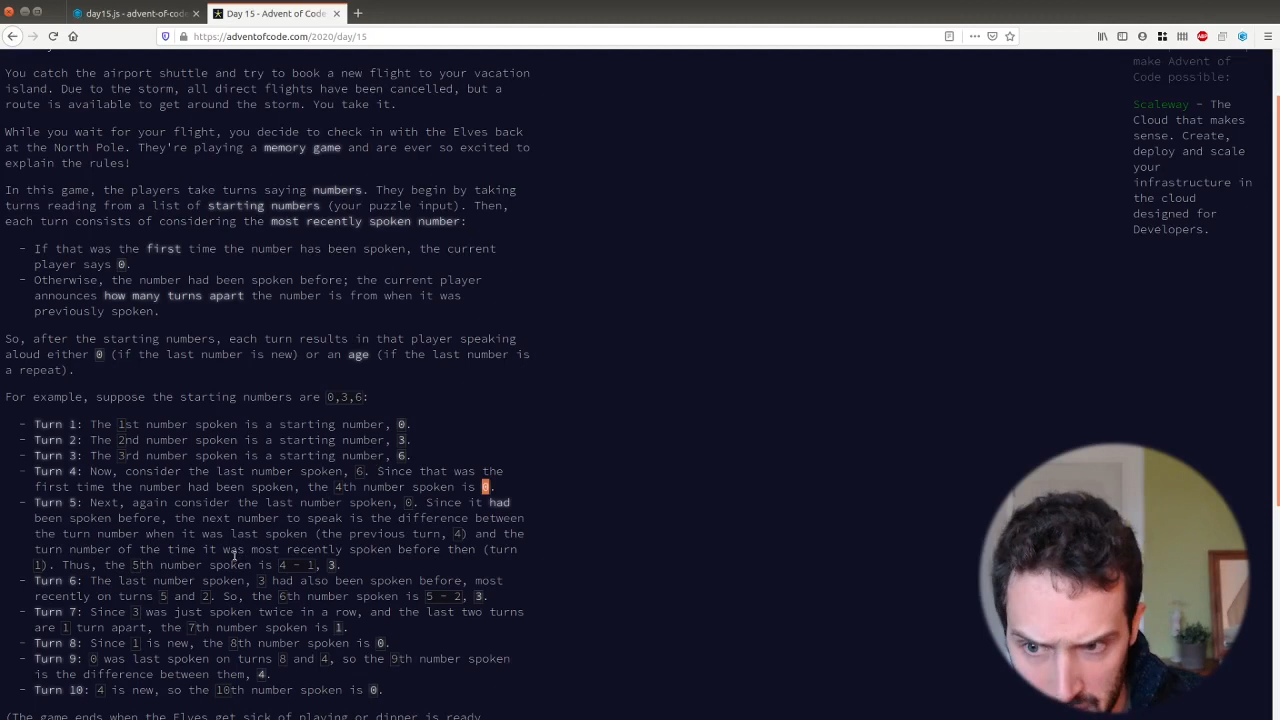 day15.js - advent-of-code
Day 15 - Advent of Code
https://adventofcode.com/2020/day/15
You catch the airport shuttle and try to book a new flight to your vacation
island. Due to the storm, all direct flights have been cancelled, but a
route is available to get around the storm. You take it.
While you wait for your flight, you decide to check in with the Elves back
at the North Pole. They're playing a memory game and are ever so excited to
explain the rules!
In this game, the players take turns saying numbers. They begin by taking
turns reading from a list of starting numbers (your puzzle input). Then,
each turn consists of considering the most recently spoken number:
- If that was the first time the number has been spoken, the current
player says 0.
- Otherwise, the number had been spoken before; the current player
announces how many turns apart the number is from when it was
previously spoken.
So, after the starting numbers, each turn results in that player speaking
aloud either 0 (if the last number is new) or an age (if the last number is
a repeat).
For example, suppose the starting numbers are 0,3,6:
- Turn 1: The 1st number spoken is a starting number, 0.
- Turn 2: The 2nd number spoken is a starting number, 3.
- Turn 3: The 3rd number spoken is a starting number, 6.
- Turn 4: Now, consider the last number spoken, 6. Since that was the
first time the number had been spoken, the 4th number spoken is 0.
- Turn 5: Next, again consider the last number spoken, 0. Since it had
been spoken before, the next number to speak is the difference between
the turn number when it was last spoken (the previous turn, 4) and the
turn number of the time it was most recently spoken before then (turn
1). Thus, the 5th number spoken is 4 - 1, 3.
- Turn 6: The last number spoken, 3 had also been spoken before, most
recently on turns 5 and 2. So, the 6th number spoken is 5 - 2, 3.
- Turn 7: Since 3 was just spoken twice in a row, and the last two turns
are 1 turn apart, the 7th number spoken is 1.
- Turn 8: Since 1 is new, the 8th number spoken is 0.
- Turn 9: 0 was last spoken on turns 8 and 4, so the 9th number spoken
is the difference between them, 4.
- Turn 10: 4 is new, so the 10th number spoken is 0.
(The game ends when the Elves get sick of playing or dinner is ready
make Advent of
Code possible:
Scaleway - The
Cloud that makes
sense. Create,
deploy and scale
your
infrastructure in
the cloud
designed for
Developers.